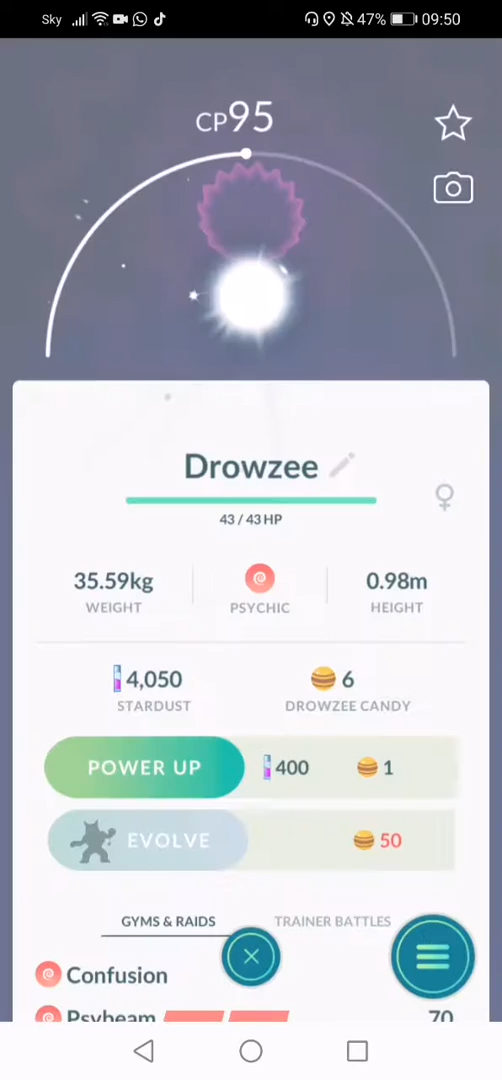 Sky 47% 09:50
CP95
Drowzee
43 / 43 HP
35.59kg 0.98m
WEIGHT PSYCHIC HEIGHT
4,050 6
STARDUST DROWZEE CANDY
POWER UP 400 1
EVOLVE 50
GYMS & RAIDS TRAINER BATTLES
Confusion
Psybeam 70